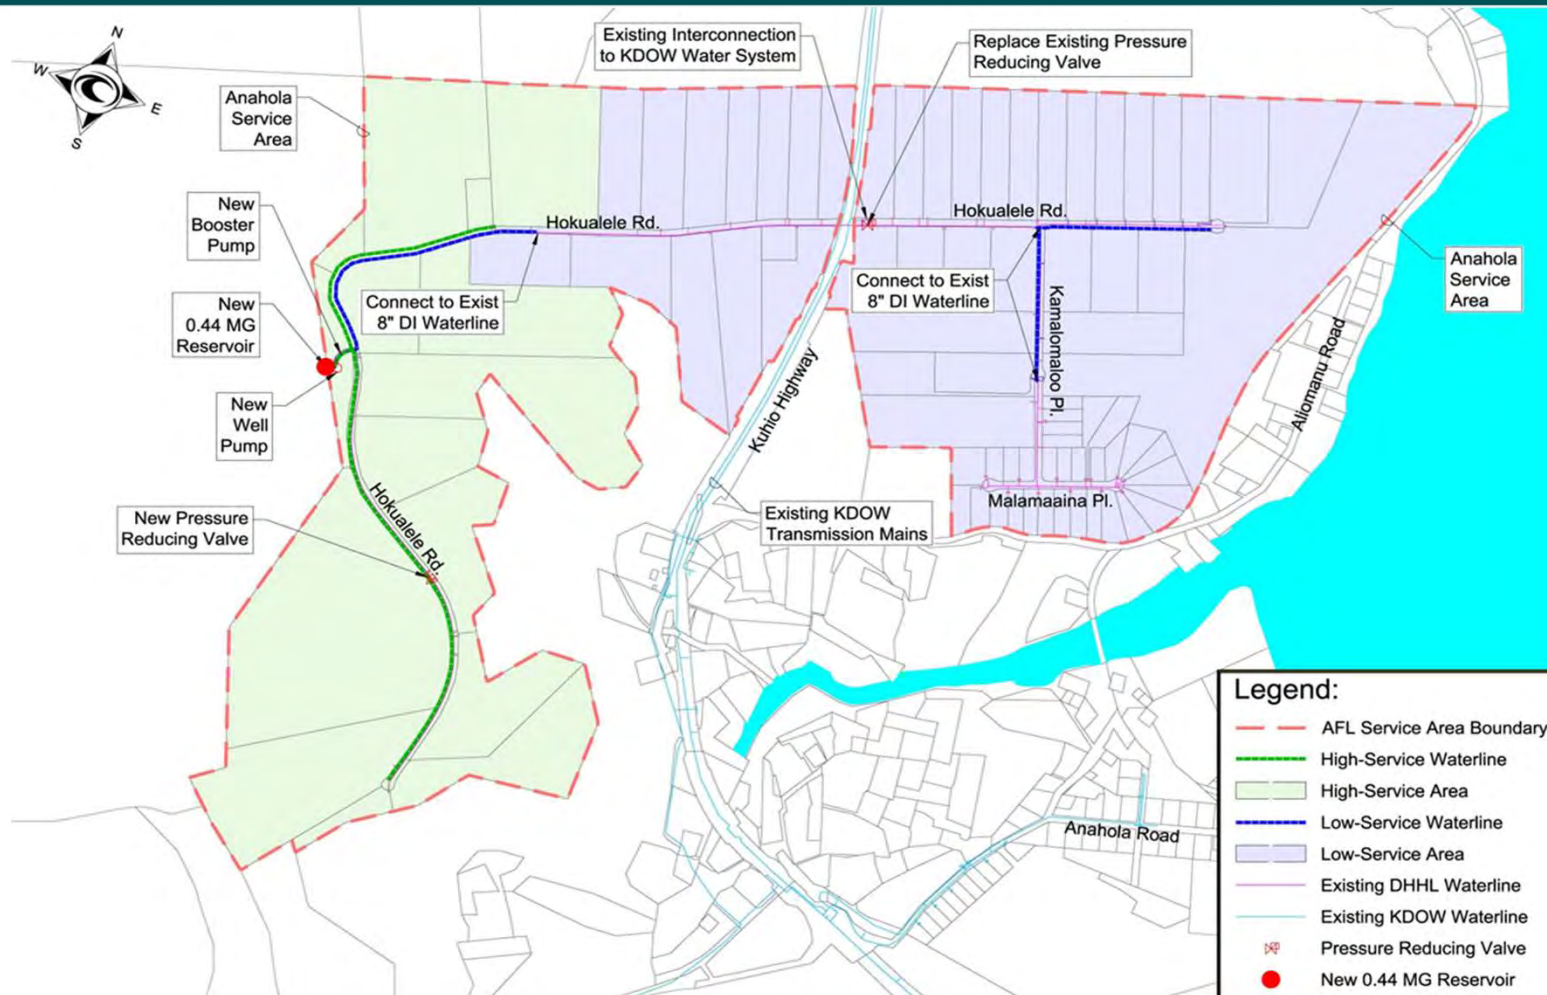 N
W
E
S
Existing Interconnection
to KDOW Water System
Replace Existing Pressure
Reducing Valve
Anahola
Service
Area
New
Booster
Pump
Hokualele Rd.
Hokualele Rd.
Connect to Exist
8" DI Waterline
Connect to Exist
8" DI Waterline
Anahola
Service
Area
New
0.44 MG
Reservoir
Kamalomaloo Pl.
Aliomanu Road
Kuhio Highway
New
Well
Pump
Hokualele Rd.
Malamaaina Pl.
New Pressure
Reducing Valve
Existing KDOW
Transmission Mains
Anahola Road
Legend:
AFL Service Area Boundary
High-Service Waterline
High-Service Area
Low-Service Waterline
Low-Service Area
Existing DHHL Waterline
Existing KDOW Waterline
Pressure Reducing Valve
New 0.44 MG Reservoir